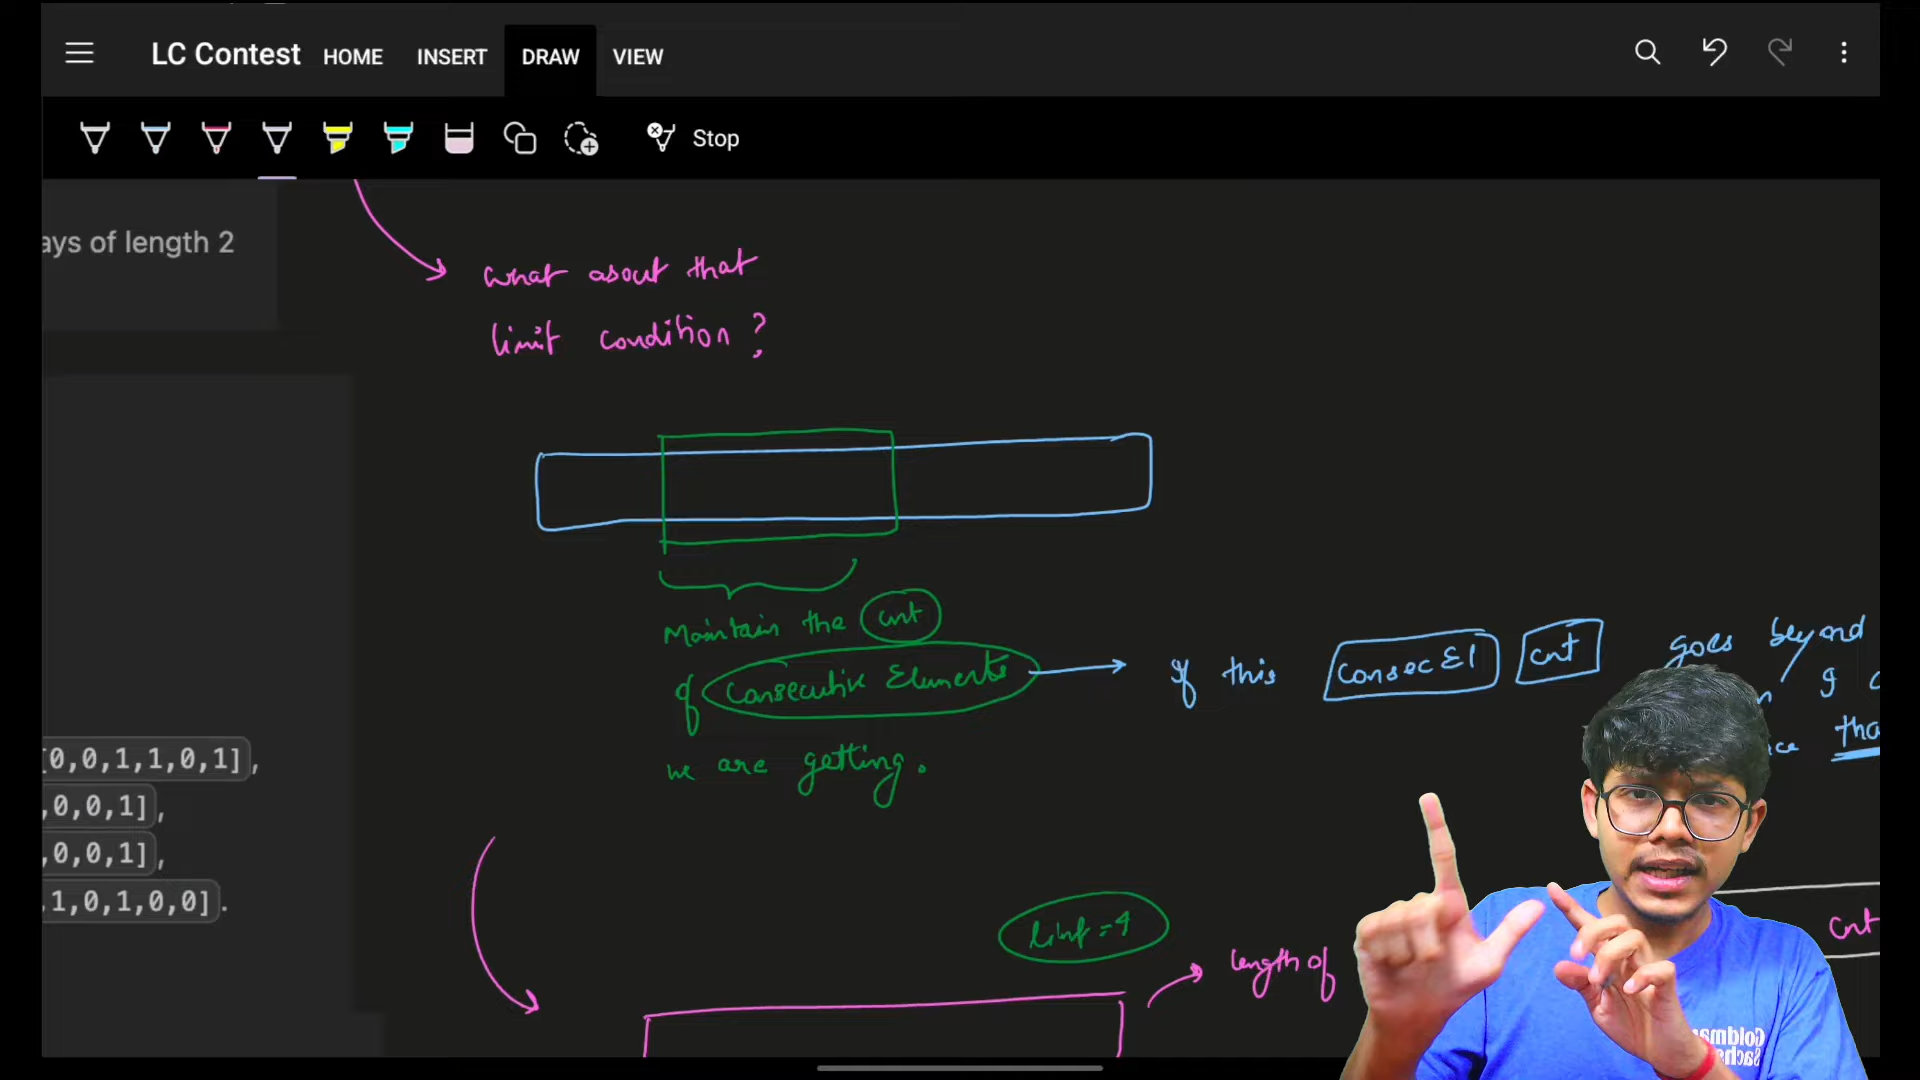 LC Contest HOME INSERT DRAW VIEW
Stop
ays of length 2
what about that
limit condition ?
Maintain the cnt
of Consecutive Elements
we are getting.
if this ConsecEl cnt goes beyond
[0,0,1,1,0,1],
,0,0,1],
,0,0,1],
,1,0,1,0,0].
limit = 4
length of
cnt
Goldman
Sachs